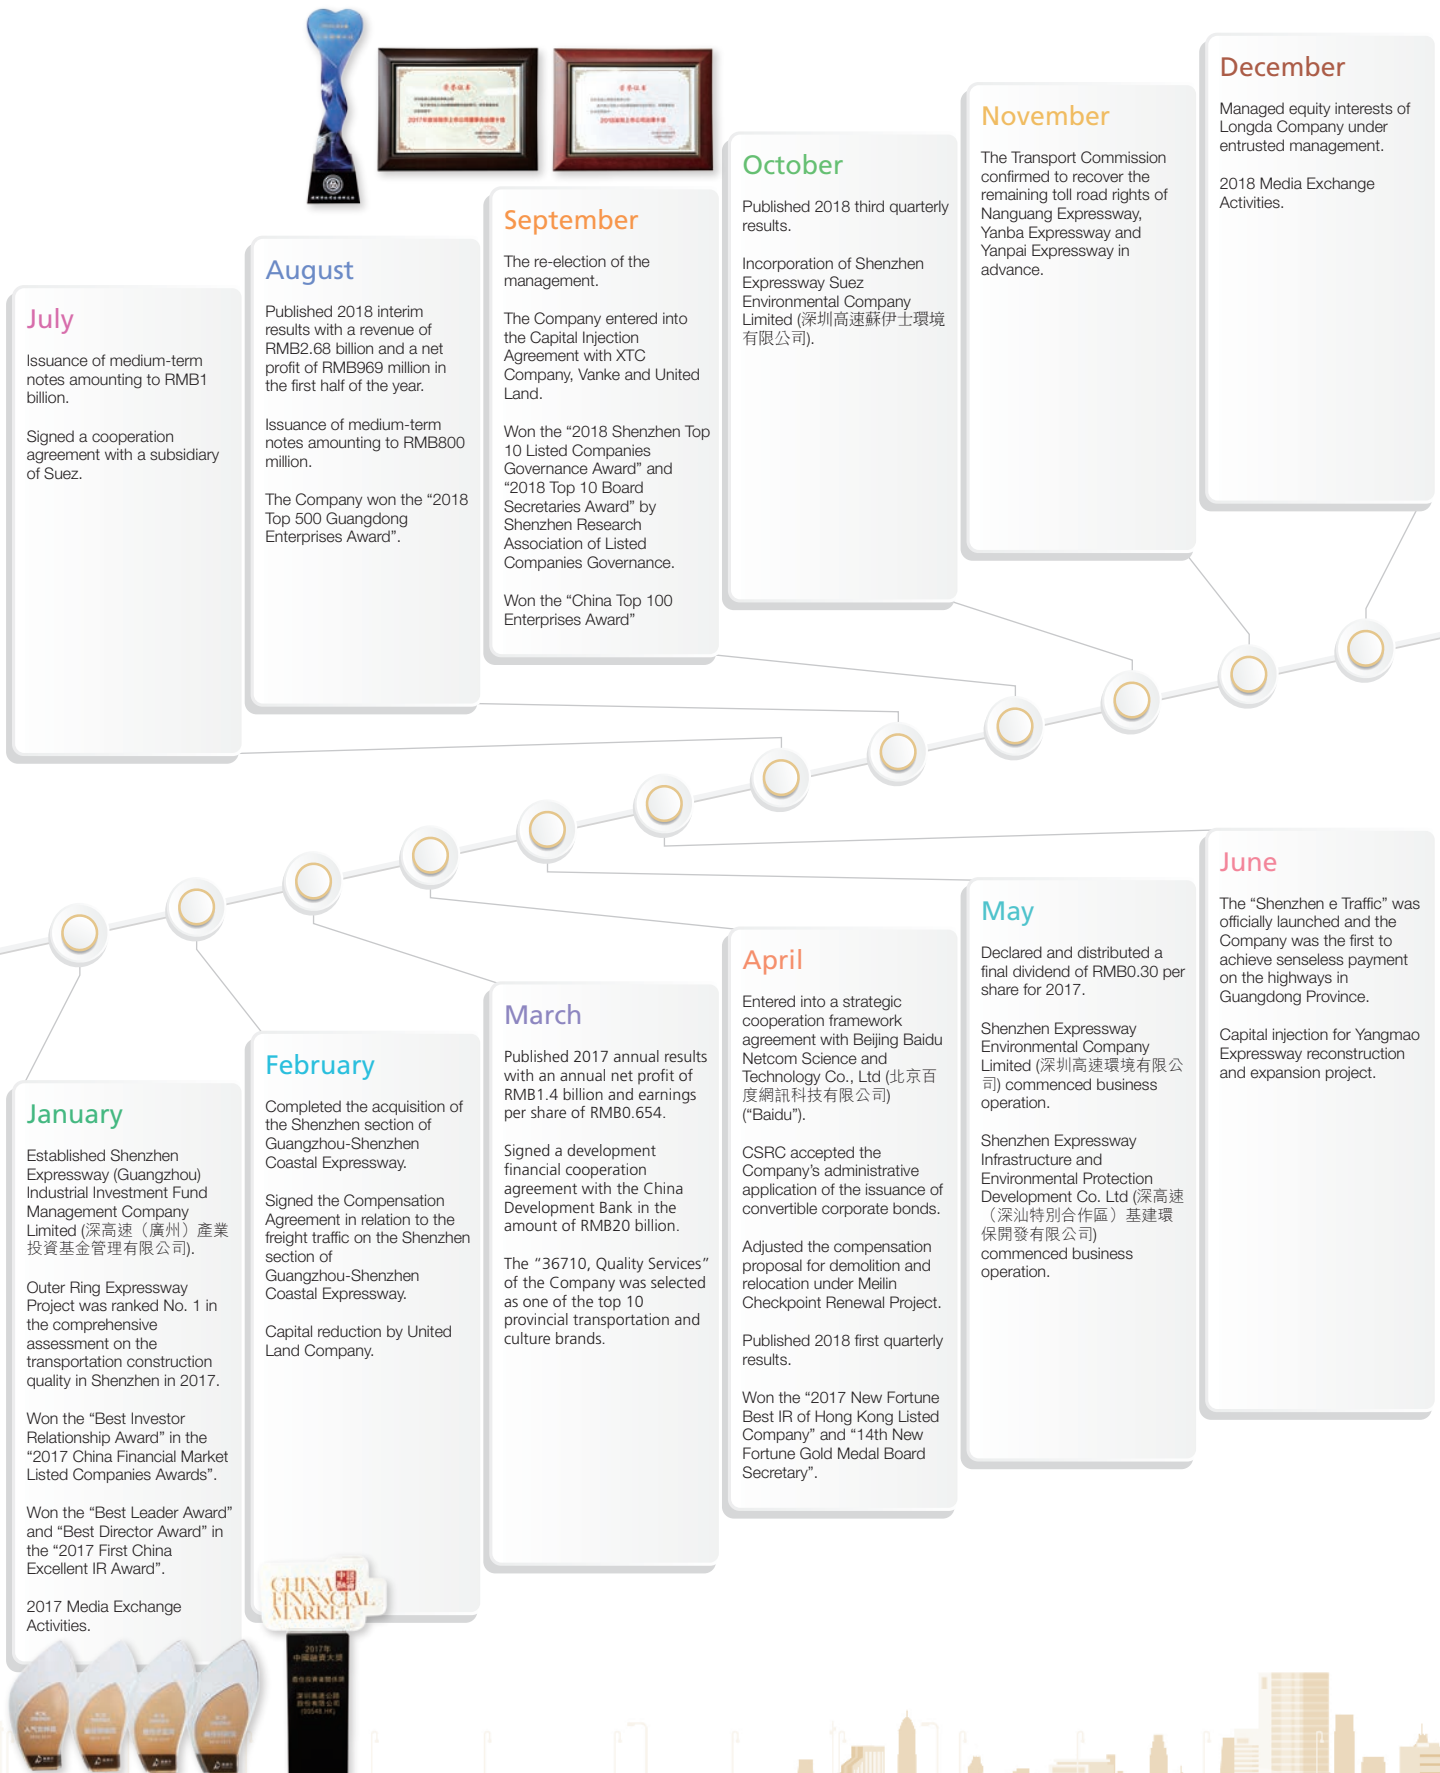 July
Issuance of medium-term
notes amounting to RMB1
billion.
Signed a cooperation
agreement with a subsidiary
of Suez.
August
Published 2018 interim
results with a revenue of
RMB2.68 billion and a net
profit of RMB969 million in
the first half of the year.
Issuance of medium-term
notes amounting to RMB800
million.
The Company won the “2018
Top 500 Guangdong
Enterprises Award”.
September
The re-election of the
management.
The Company entered into
the Capital Injection
Agreement with XTC
Company, Vanke and United
Land.
Won the “2018 Shenzhen Top
10 Listed Companies
Governance Award” and
“2018 Top 10 Board
Secretaries Award” by
Shenzhen Research
Association of Listed
Companies Governance.
Won the “China Top 100
Enterprises Award”
October
Published 2018 third quarterly
results.
Incorporation of Shenzhen
Expressway Suez
Environmental Company
Limited (深圳高速蘇伊士環境
有限公司).
November
The Transport Commission
confirmed to recover the
remaining toll road rights of
Nanguang Expressway,
Yanba Expressway and
Yanpai Expressway in
advance.
December
Managed equity interests of
Longda Company under
entrusted management.
2018 Media Exchange
Activities.
January
Established Shenzhen
Expressway (Guangzhou)
Industrial Investment Fund
Management Company
Limited (深高速（廣州）產業
投資基金管理有限公司).
Outer Ring Expressway
Project was ranked No. 1 in
the comprehensive
assessment on the
transportation construction
quality in Shenzhen in 2017.
Won the “Best Investor
Relationship Award” in the
“2017 China Financial Market
Listed Companies Awards”.
Won the “Best Leader Award”
and “Best Director Award” in
the “2017 First China
Excellent IR Award”.
2017 Media Exchange
Activities.
February
Completed the acquisition of
the Shenzhen section of
Guangzhou-Shenzhen
Coastal Expressway.
Signed the Compensation
Agreement in relation to the
freight traffic on the Shenzhen
section of
Guangzhou-Shenzhen
Coastal Expressway.
Capital reduction by United
Land Company.
March
Published 2017 annual results
with an annual net profit of
RMB1.4 billion and earnings
per share of RMB0.654.
Signed a development
financial cooperation
agreement with the China
Development Bank in the
amount of RMB20 billion.
The “36710, Quality Services”
of the Company was selected
as one of the top 10
provincial transportation and
culture brands.
April
Entered into a strategic
cooperation framework
agreement with Beijing Baidu
Netcom Science and
Technology Co., Ltd (北京百
度網訊科技有限公司)
(“Baidu”).
CSRC accepted the
Company’s administrative
application of the issuance of
convertible corporate bonds.
Adjusted the compensation
proposal for demolition and
relocation under Meilin
Checkpoint Renewal Project.
Published 2018 first quarterly
results.
Won the “2017 New Fortune
Best IR of Hong Kong Listed
Company” and “14th New
Fortune Gold Medal Board
Secretary”.
May
Declared and distributed a
final dividend of RMB0.30 per
share for 2017.
Shenzhen Expressway
Environmental Company
Limited (深圳高速環境有限公
司) commenced business
operation.
Shenzhen Expressway
Infrastructure and
Environmental Protection
Development Co. Ltd (深高速
（深汕特別合作區）基建環
保開發有限公司)
commenced business
operation.
June
The “Shenzhen e Traffic” was
officially launched and the
Company was the first to
achieve senseless payment
on the highways in
Guangdong Province.
Capital injection for Yangmao
Expressway reconstruction
and expansion project.
CHINA
FINANCIAL
MARKET
2017年
中國融資大獎